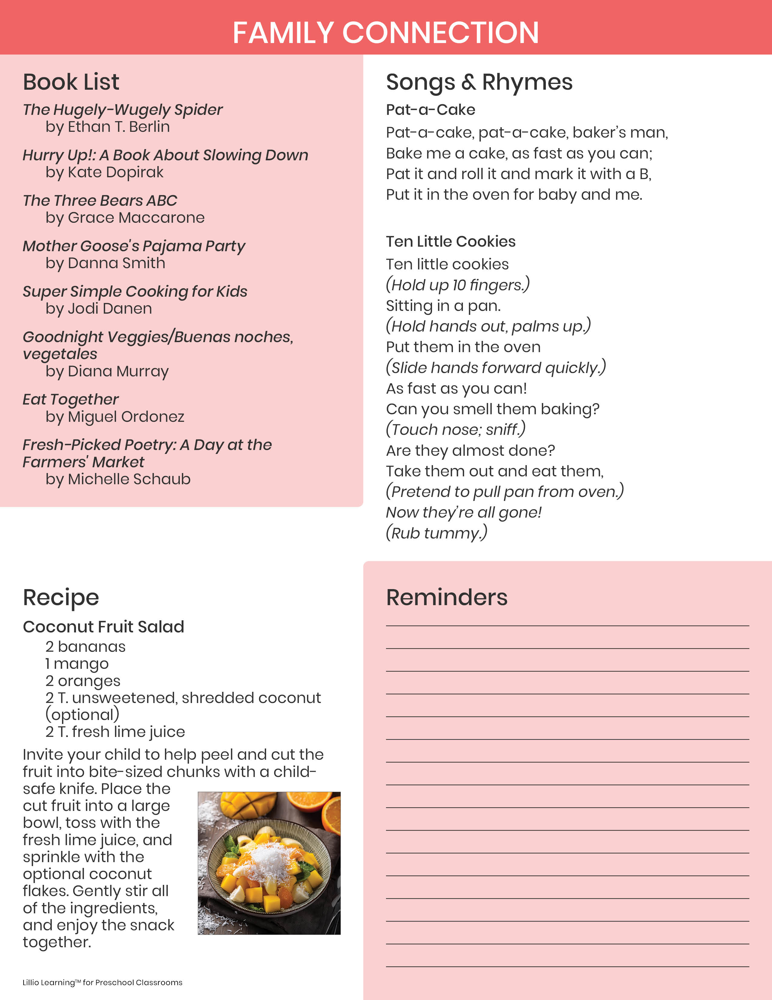 FAMILY CONNECTION
Book List
The Hugely-Wugely Spider
by Ethan T. Berlin
Hurry Up!: A Book About Slowing Down
by Kate Dopirak
The Three Bears ABC
by Grace Maccarone
Mother Goose's Pajama Party
by Danna Smith
Super Simple Cooking for Kids
by Jodi Danen
Goodnight Veggies/Buenas noches,
vegetales
by Diana Murray
Eat Together
by Miguel Ordonez
Fresh-Picked Poetry: A Day at the
Farmers' Market
by Michelle Schaub
Songs & Rhymes
Pat-a-Cake
Pat-a-cake, pat-a-cake, baker’s man,
Bake me a cake, as fast as you can;
Pat it and roll it and mark it with a B,
Put it in the oven for baby and me.
Ten Little Cookies
Ten little cookies
(Hold up 10 fingers.)
Sitting in a pan.
(Hold hands out, palms up.)
Put them in the oven
(Slide hands forward quickly.)
As fast as you can!
Can you smell them baking?
(Touch nose; sniff.)
Are they almost done?
Take them out and eat them,
(Pretend to pull pan from oven.)
Now they’re all gone!
(Rub tummy.)
Recipe
Coconut Fruit Salad
2 bananas
1 mango
2 oranges
2 T. unsweetened, shredded coconut
(optional)
2 T. fresh lime juice
Invite your child to help peel and cut the
fruit into bite-sized chunks with a child-
safe knife. Place the
cut fruit into a large
bowl, toss with the
fresh lime juice, and
sprinkle with the
optional coconut
flakes. Gently stir all
of the ingredients,
and enjoy the snack
together.
Reminders
Lillio Learning™ for Preschool Classrooms